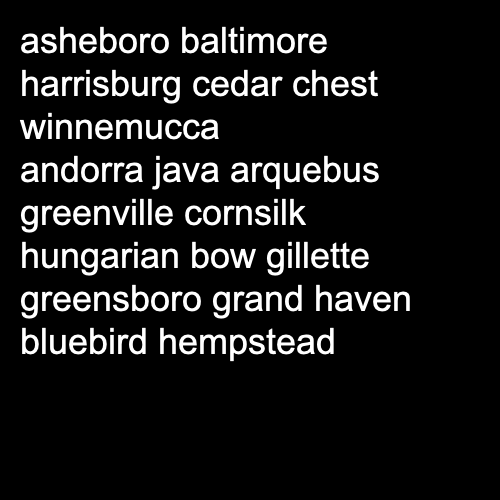 asheboro baltimore
harrisburg cedar chest
winnemucca
andorra java arquebus
greenville cornsilk
hungarian bow gillette
greensboro grand haven
bluebird hempstead